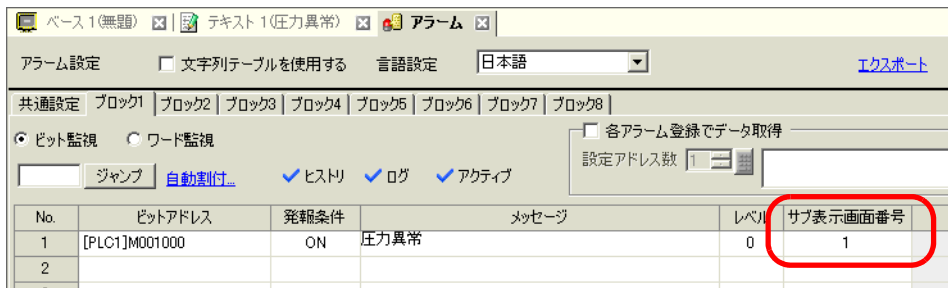 ベース1(無題) テキスト1(圧力異常) アラーム
アラーム設定 文字列テーブルを使用する 言語設定 日本語 エクスポート
共通設定 ブロック1 ブロック2 ブロック3 ブロック4 ブロック5 ブロック6 ブロック7 ブロック8
ビット監視 ワード監視 各アラーム登録でデータ取得
設定アドレス数 1
ジャンプ 自動割付... ヒストリ ログ アクティブ
No. ビットアドレス 発報条件 メッセージ レベル サブ表示画面番号
1 [PLC1]M001000 ON 圧力異常 0 1
2